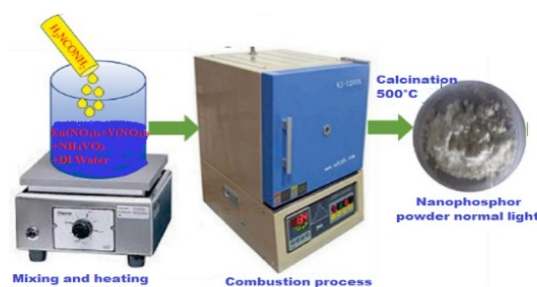 H₂NCONH₂
Eu(NO₃)₃+Y(NO₃)₃
+NH₄VO₃
+DI Water
Mixing and heating
Combustion process
Calcination
500°C
Nanophosphor
powder normal light